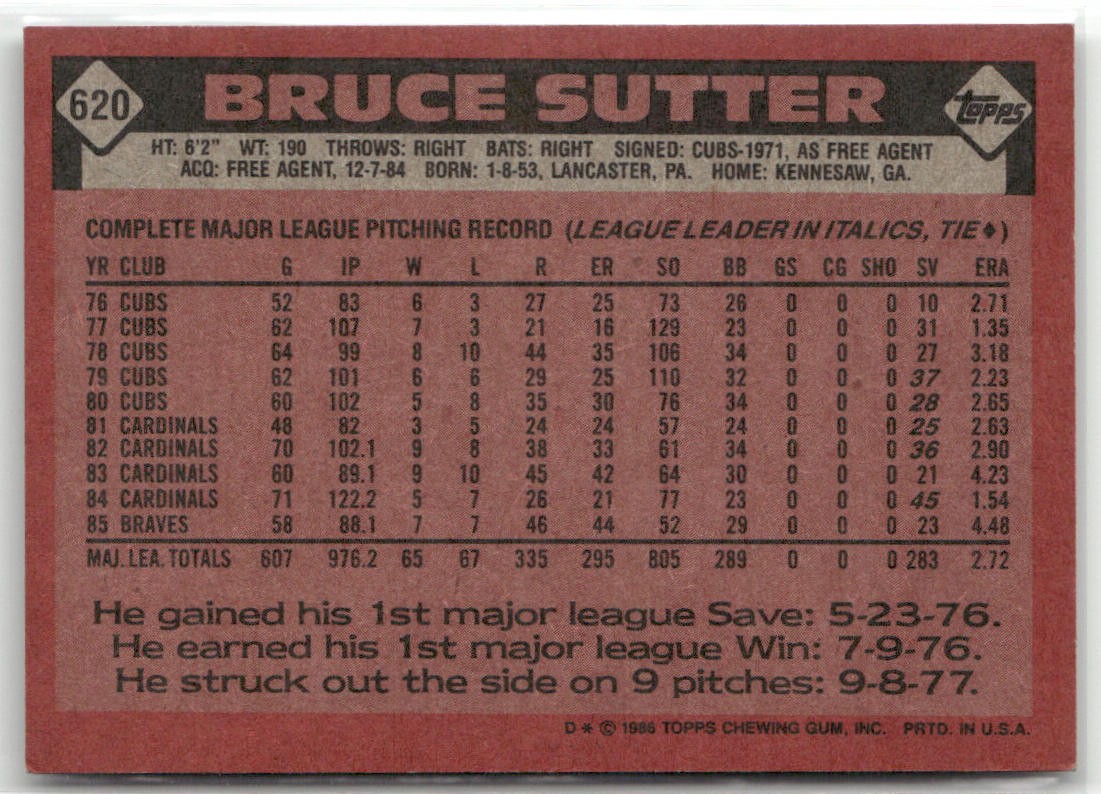 620 BRUCE SUTTER topps
HT: 6'2" WT: 190 THROWS: RIGHT BATS: RIGHT SIGNED: CUBS-1971, AS FREE AGENT
ACQ: FREE AGENT, 12-7-84 BORN: 1-8-53, LANCASTER, PA. HOME: KENNESAW, GA.
COMPLETE MAJOR LEAGUE PITCHING RECORD (LEAGUE LEADER IN ITALICS, TIE♦)
YR CLUB G IP W L R ER SO BB GS CG SHO SV ERA
76 CUBS 52 83 6 3 27 25 73 26 0 0 0 10 2.71
77 CUBS 62 107 7 3 21 16 129 23 0 0 0 31 1.35
78 CUBS 64 99 8 10 44 35 106 34 0 0 0 27 3.18
79 CUBS 62 101 6 6 29 25 110 32 0 0 0 37 2.23
80 CUBS 60 102 5 8 35 30 76 34 0 0 0 28 2.65
81 CARDINALS 48 82 3 5 24 24 57 24 0 0 0 25 2.63
82 CARDINALS 70 102.1 9 8 38 33 61 34 0 0 0 36 2.90
83 CARDINALS 60 89.1 9 10 45 42 64 30 0 0 0 21 4.23
84 CARDINALS 71 122.2 5 7 26 21 77 23 0 0 0 45 1.54
85 BRAVES 58 88.1 7 7 46 44 52 29 0 0 0 23 4.48
MAJ. LEA. TOTALS 607 976.2 65 67 335 295 805 289 0 0 0 283 2.72
He gained his 1st major league Save: 5-23-76.
He earned his 1st major league Win: 7-9-76.
He struck out the side on 9 pitches: 9-8-77.
D * © 1986 TOPPS CHEWING GUM, INC. PRTD. IN U.S.A.